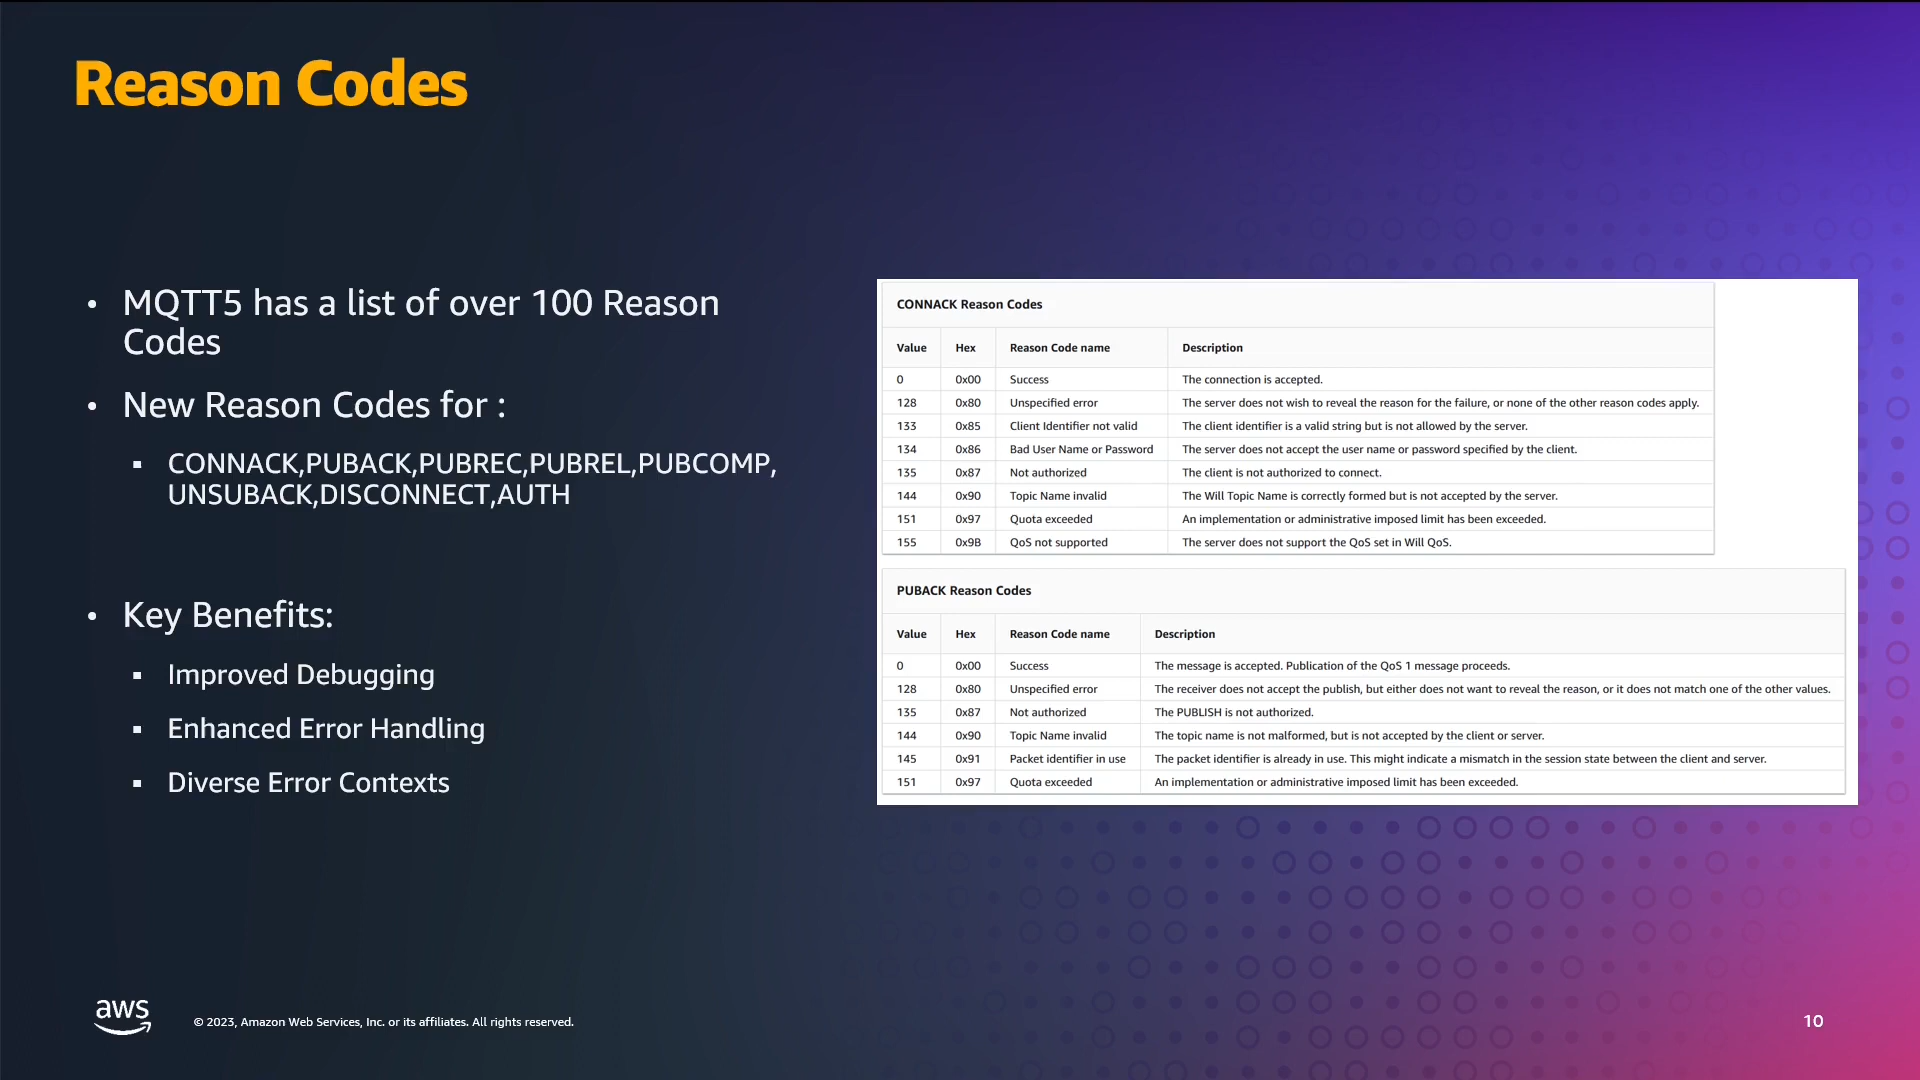 Reason Codes
• MQTT5 has a list of over 100 Reason
Codes
• New Reason Codes for :
▪ CONNACK,PUBACK,PUBREC,PUBREL,PUBCOMP,
UNSUBACK,DISCONNECT,AUTH
• Key Benefits:
▪ Improved Debugging
▪ Enhanced Error Handling
▪ Diverse Error Contexts
CONNACK Reason Codes
Value Hex Reason Code name Description
0 0x00 Success The connection is accepted.
128 0x80 Unspecified error The server does not wish to reveal the reason for the failure, or none of the other reason codes apply.
133 0x85 Client Identifier not valid The client identifier is a valid string but is not allowed by the server.
134 0x86 Bad User Name or Password The server does not accept the user name or password specified by the client.
135 0x87 Not authorized The client is not authorized to connect.
144 0x90 Topic Name invalid The Will Topic Name is correctly formed but is not accepted by the server.
151 0x97 Quota exceeded An implementation or administrative imposed limit has been exceeded.
155 0x9B QoS not supported The server does not support the QoS set in Will QoS.
PUBACK Reason Codes
Value Hex Reason Code name Description
0 0x00 Success The message is accepted. Publication of the QoS 1 message proceeds.
128 0x80 Unspecified error The receiver does not accept the publish, but either does not want to reveal the reason, or it does not match one of the other values.
135 0x87 Not authorized The PUBLISH is not authorized.
144 0x90 Topic Name invalid The topic name is not malformed, but is not accepted by the client or server.
145 0x91 Packet identifier in use The packet identifier is already in use. This might indicate a mismatch in the session state between the client and server.
151 0x97 Quota exceeded An implementation or administrative imposed limit has been exceeded.
aws
© 2023, Amazon Web Services, Inc. or its affiliates. All rights reserved.
10